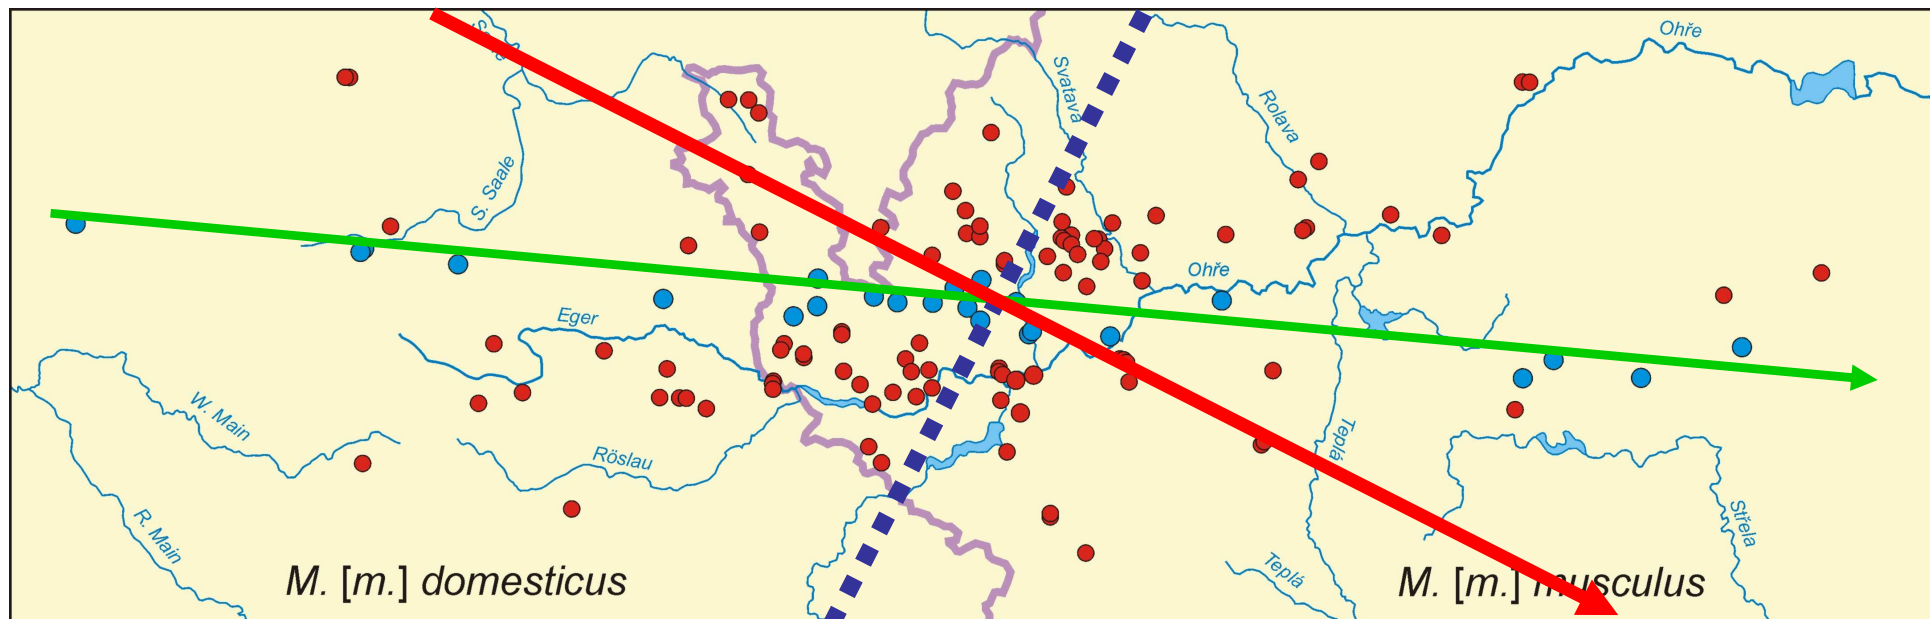 Ohře
Svatava
Rolava
S. Saale
Ohře
Eger
W. Main
Röslau
Teplá
R. Main
Střela
Teplá
M. [m.] domesticus
M. [m.] musculus